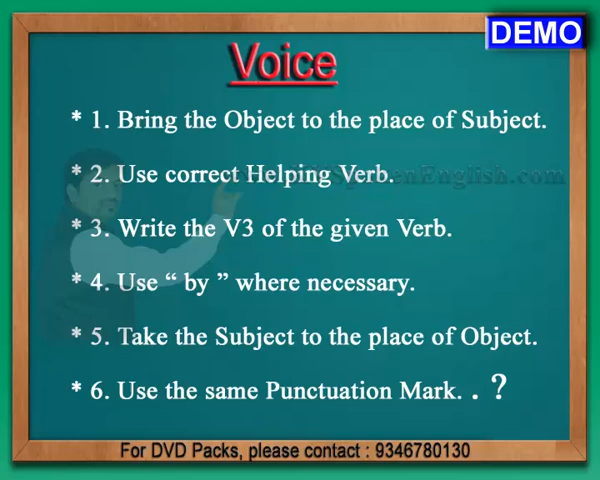 DEMO
Voice
* 1. Bring the Object to the place of Subject.
* 2. Use correct Helping Verb.
SpokenEnglish.com
* 3. Write the V3 of the given Verb.
* 4. Use “ by ” where necessary.
* 5. Take the Subject to the place of Object.
* 6. Use the same Punctuation Mark. . ?
For DVD Packs, please contact : 9346780130